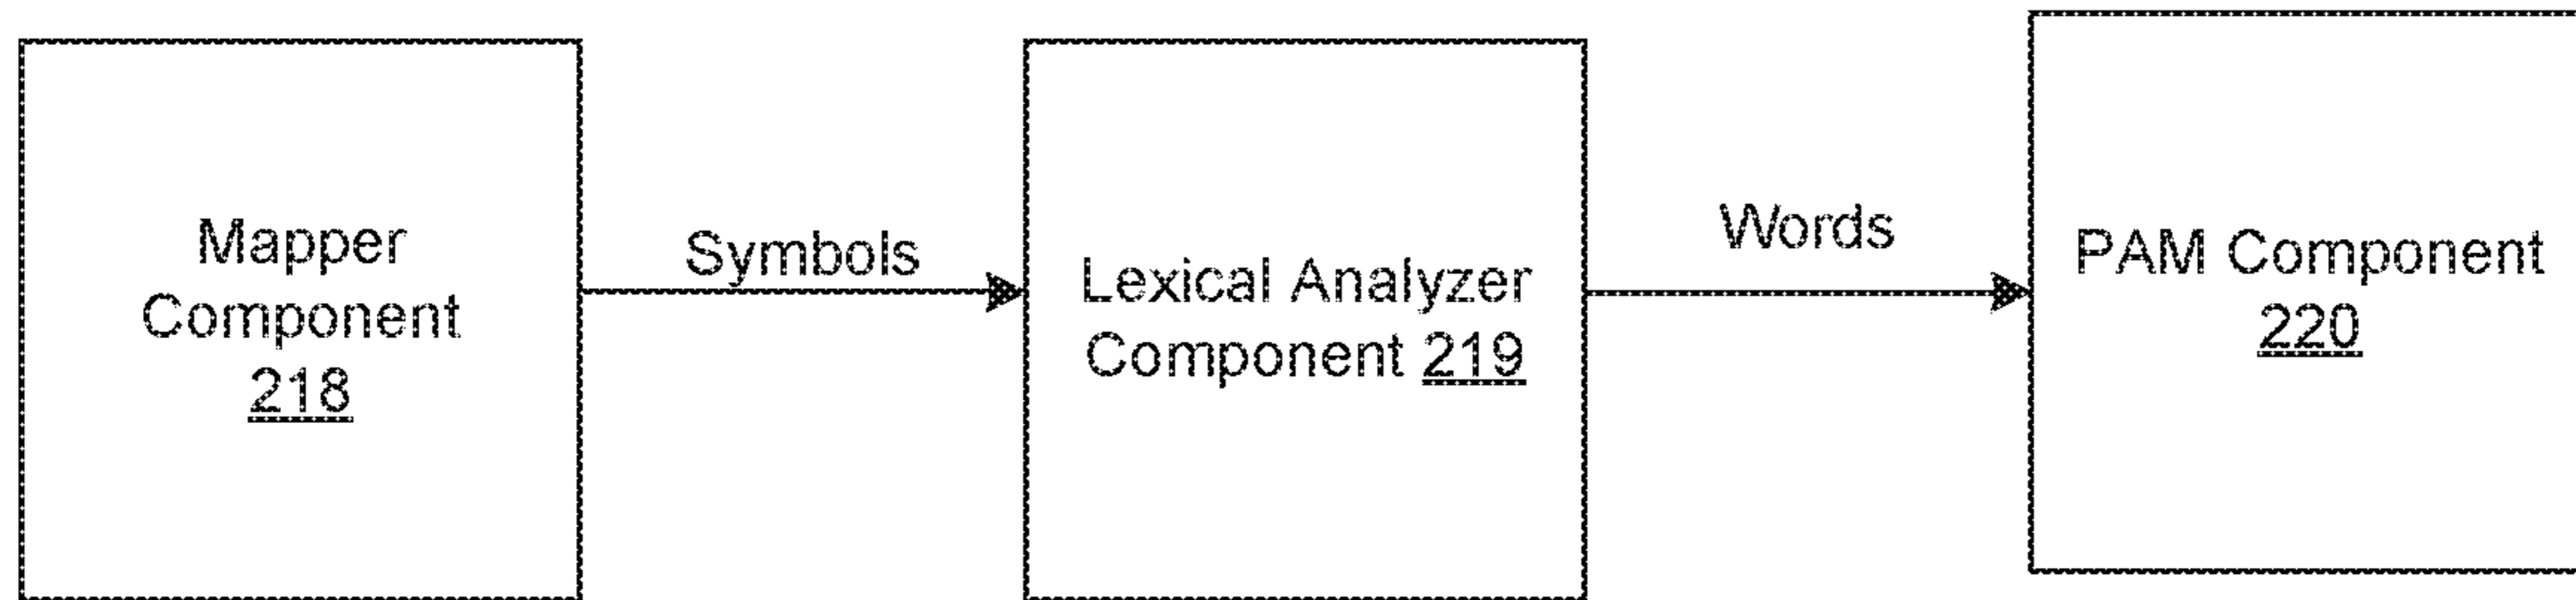 Mapper
Component
218
Symbols
Lexical Analyzer
Component 219
Words
PAM Component
220